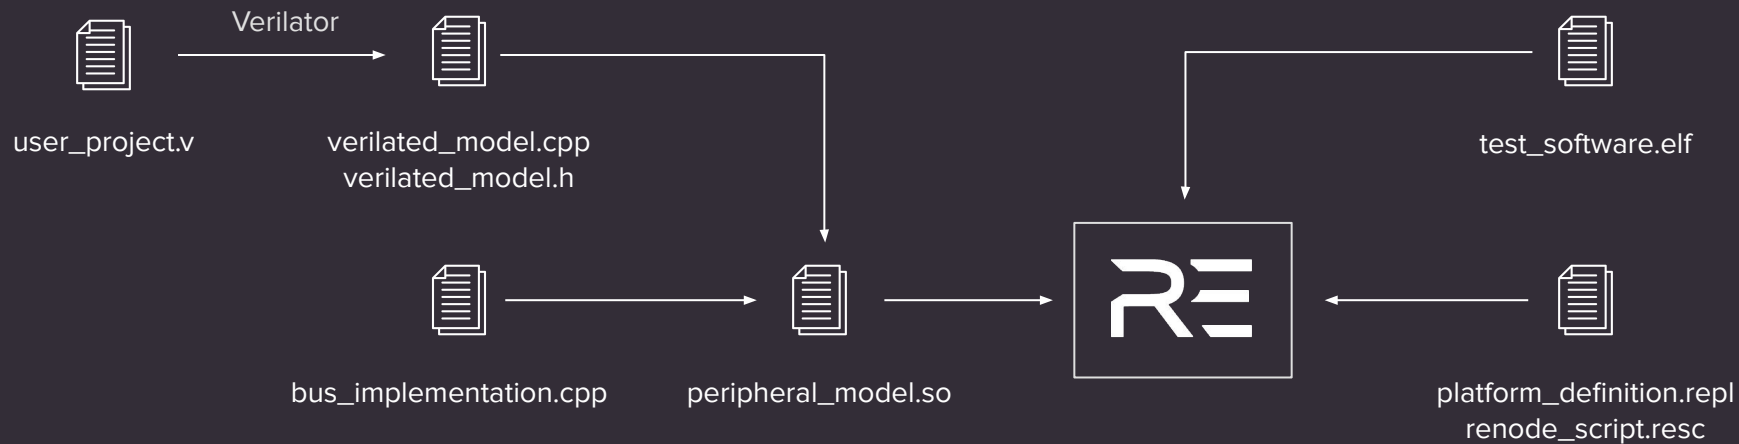 Verilator
user_project.v
verilated_model.cpp
verilated_model.h
test_software.elf
RE
bus_implementation.cpp
peripheral_model.so
platform_definition.repl
renode_script.resc